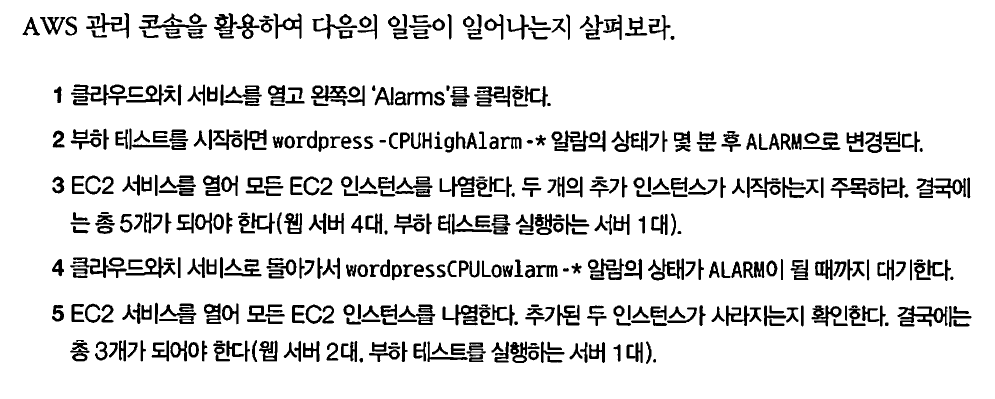 AWS 관리 콘솔을 활용하여 다음의 일들이 일어나는지 살펴보라.
1 클라우드와치 서비스를 열고 왼쪽의 'Alarms'를 클릭한다.
2 부하 테스트를 시작하면 wordpress-CPUHighAlarm-* 알람의 상태가 몇 분 후 ALARM으로 변경된다.
3 EC2 서비스를 열어 모든 EC2 인스턴스를 나열한다. 두 개의 추가 인스턴스가 시작하는지 주목하라. 결국에
는 총 5개가 되어야 한다(웹 서버 4대, 부하 테스트를 실행하는 서버 1대).
4 클라우드와치 서비스로 돌아가서 wordpressCPULowlarm-* 알람의 상태가 ALARM이 될 때까지 대기한다.
5 EC2 서비스를 열어 모든 EC2 인스턴스를 나열한다. 추가된 두 인스턴스가 사라지는지 확인한다. 결국에는
총 3개가 되어야 한다(웹 서버 2대, 부하 테스트를 실행하는 서버 1대).